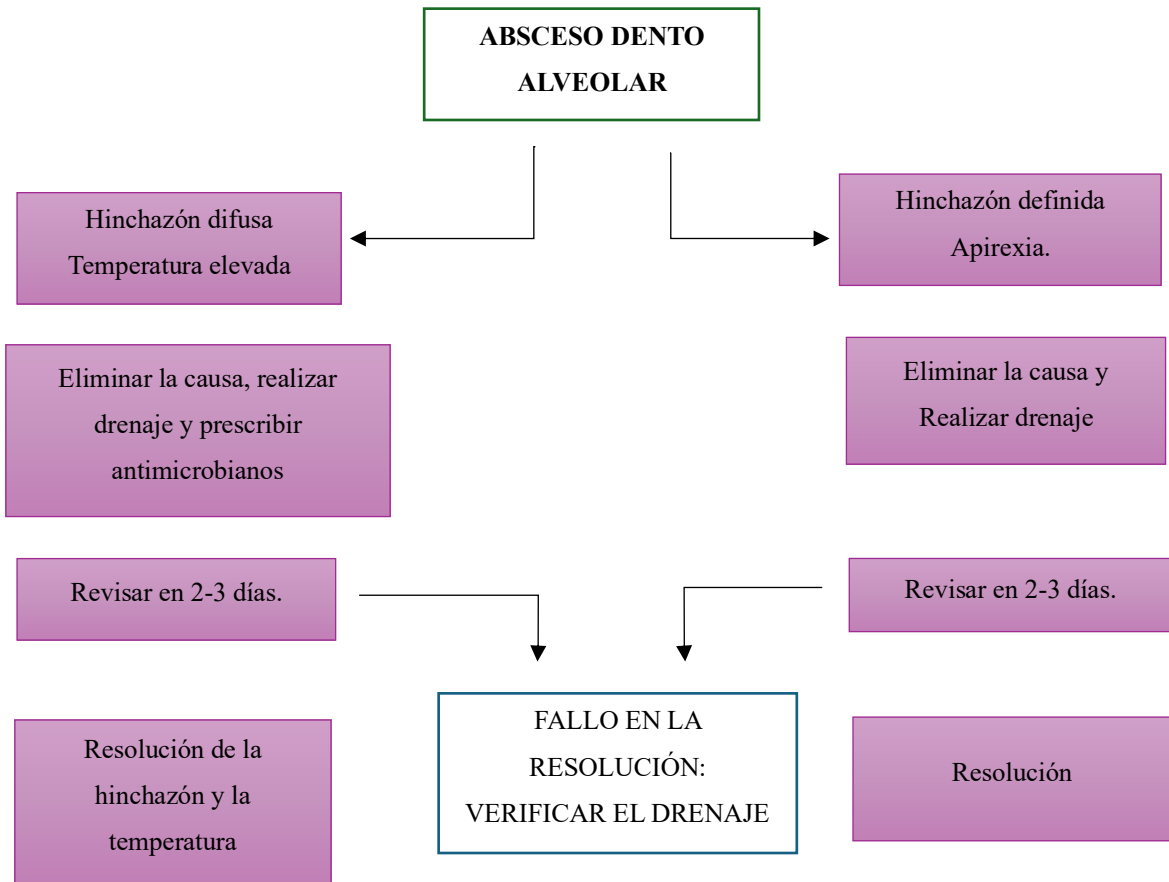 ABSCESO DENTO
ALVEOLAR
Hinchazón difusa
Temperatura elevada
Hinchazón definida
Apirexia.
Eliminar la causa, realizar
drenaje y prescribir
antimicrobianos
Eliminar la causa y
Realizar drenaje
Revisar en 2-3 días.
Revisar en 2-3 días.
Resolución de la
hinchazón y la
temperatura
FALLO EN LA
RESOLUCIÓN:
VERIFICAR EL DRENAJE
Resolución